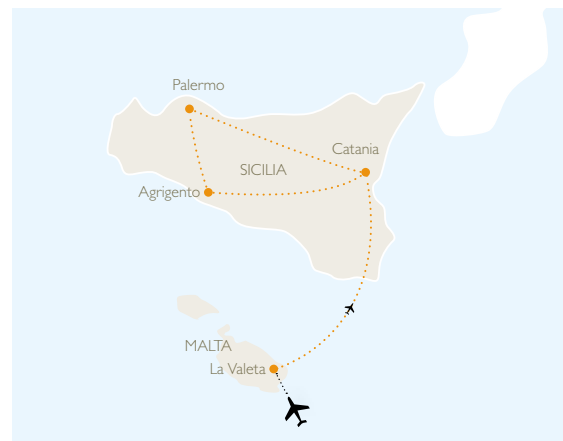 Palermo
Catania
SICILIA
Agrigento
MALTA
La Valeta